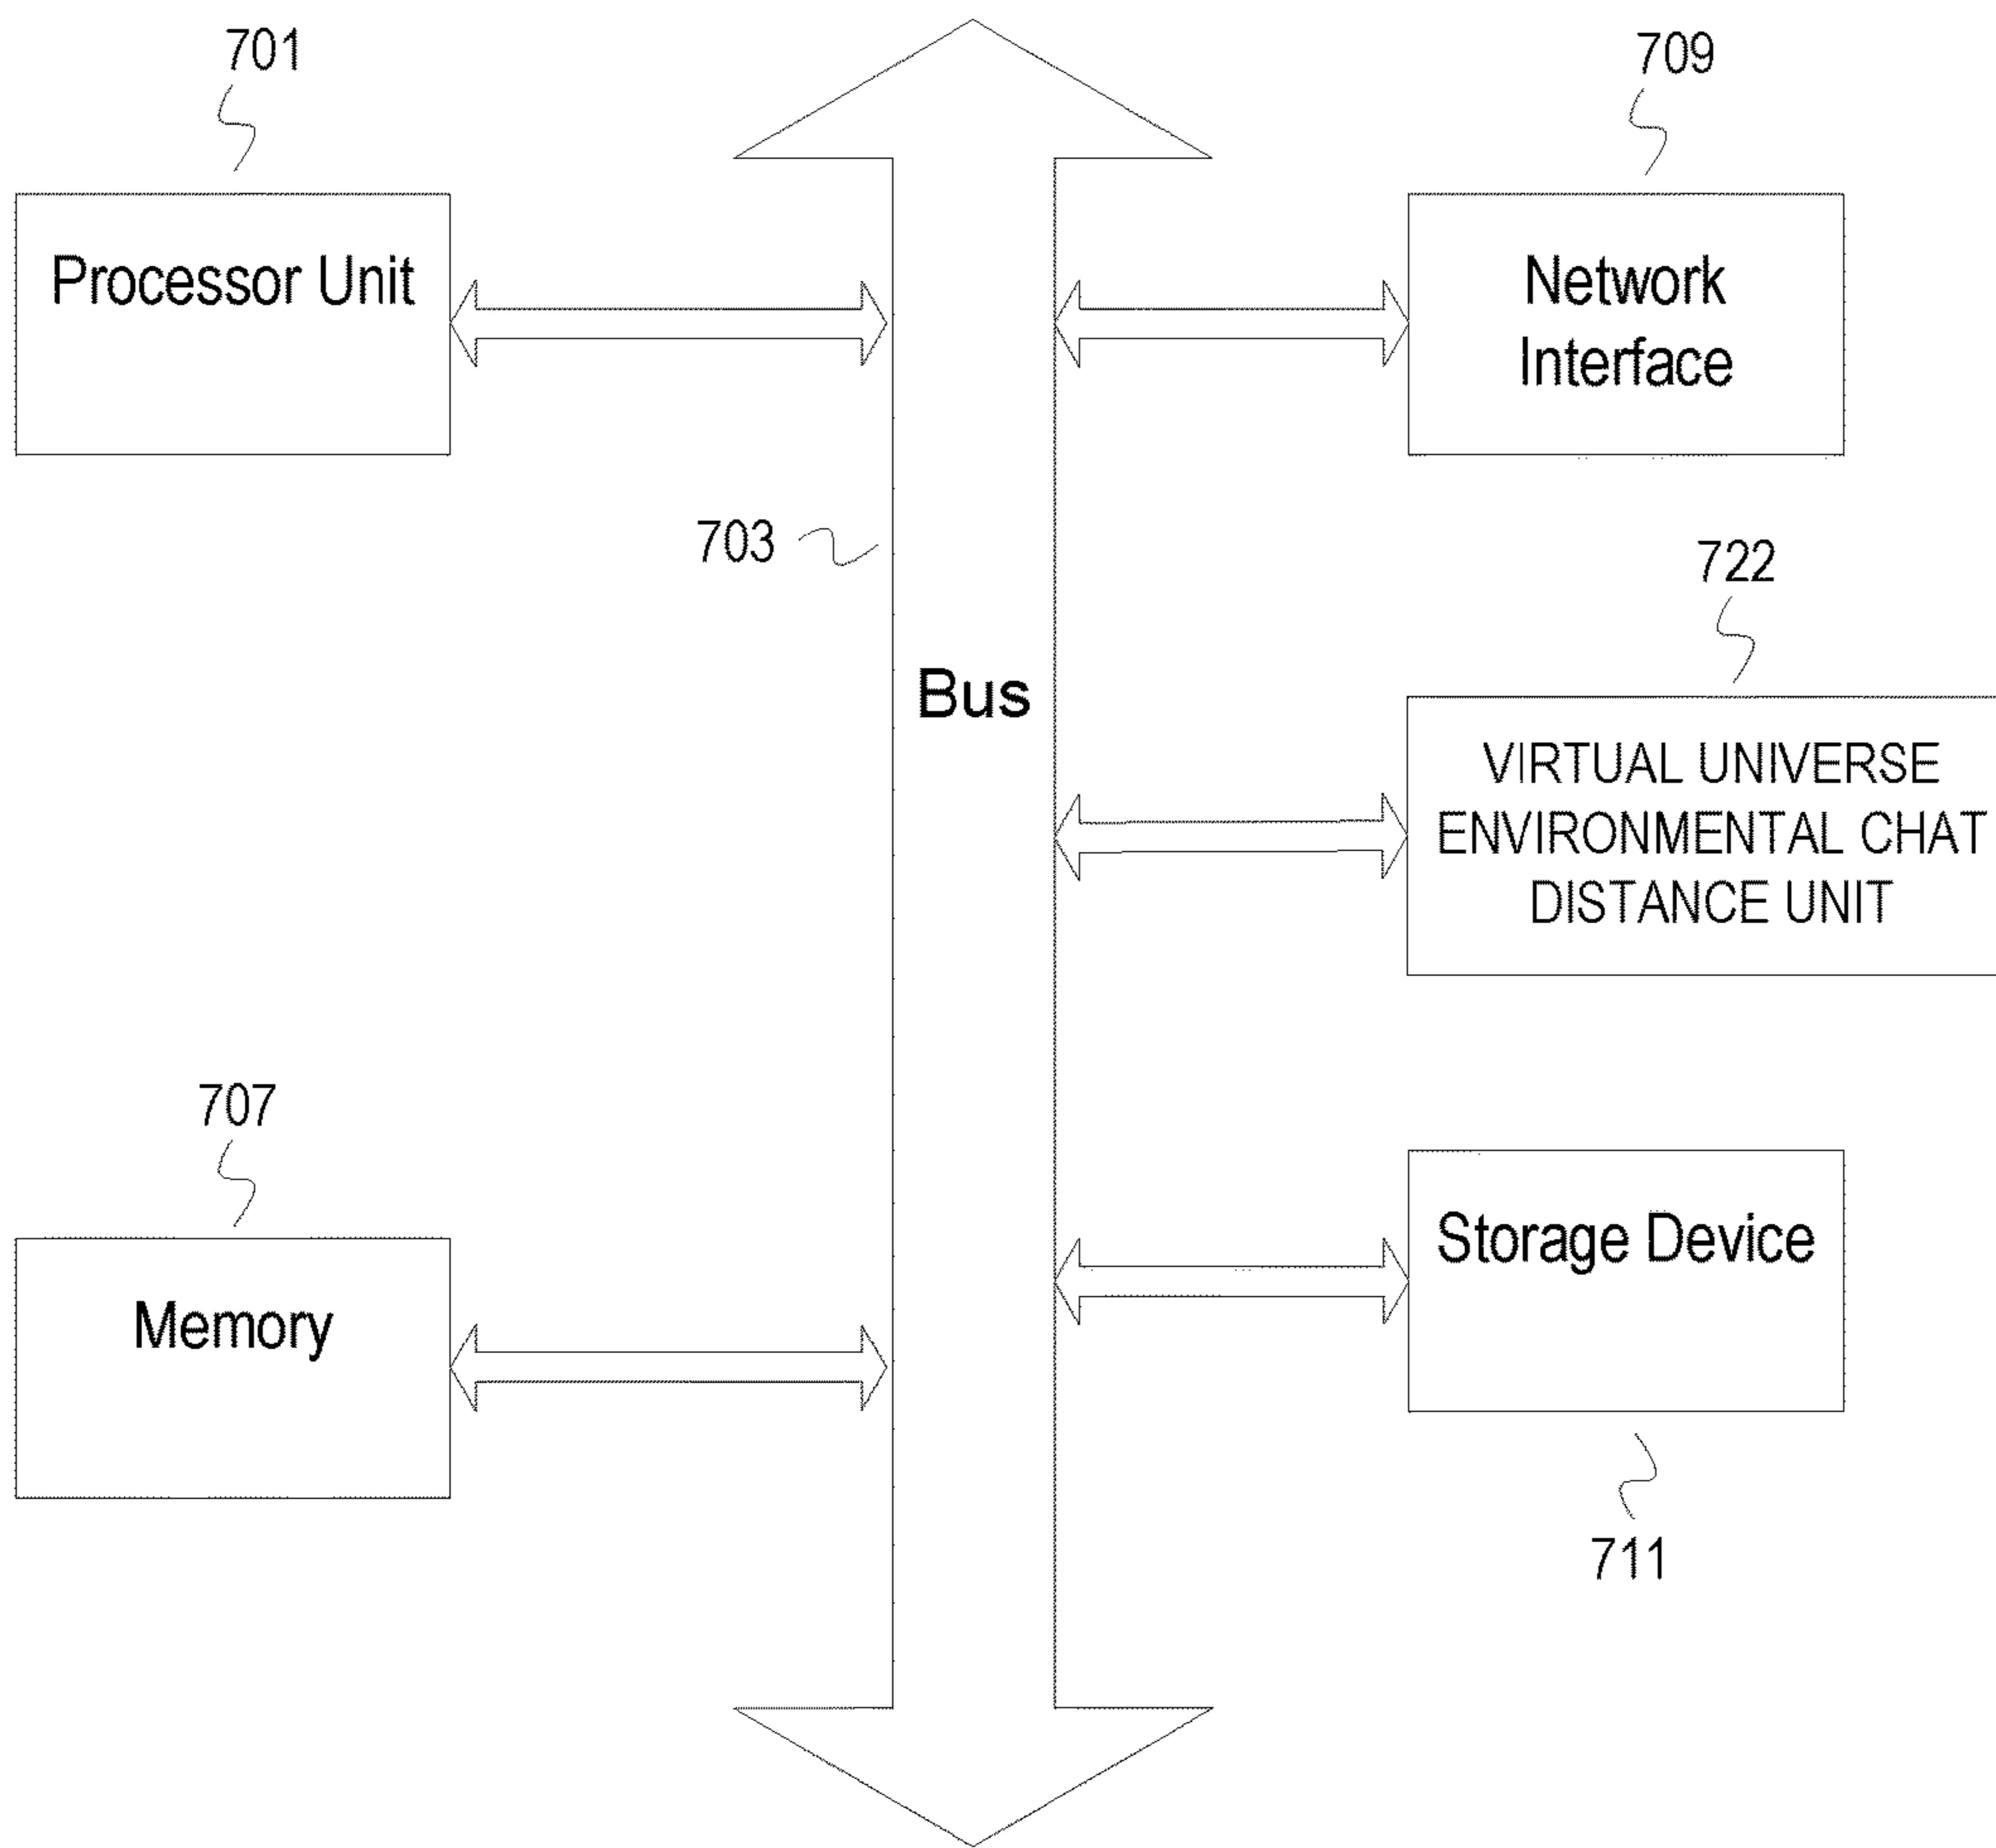 701
709
Processor Unit
Network
Interface
703
722
Bus
VIRTUAL UNIVERSE
ENVIRONMENTAL CHAT
DISTANCE UNIT
707
Storage Device
Memory
711